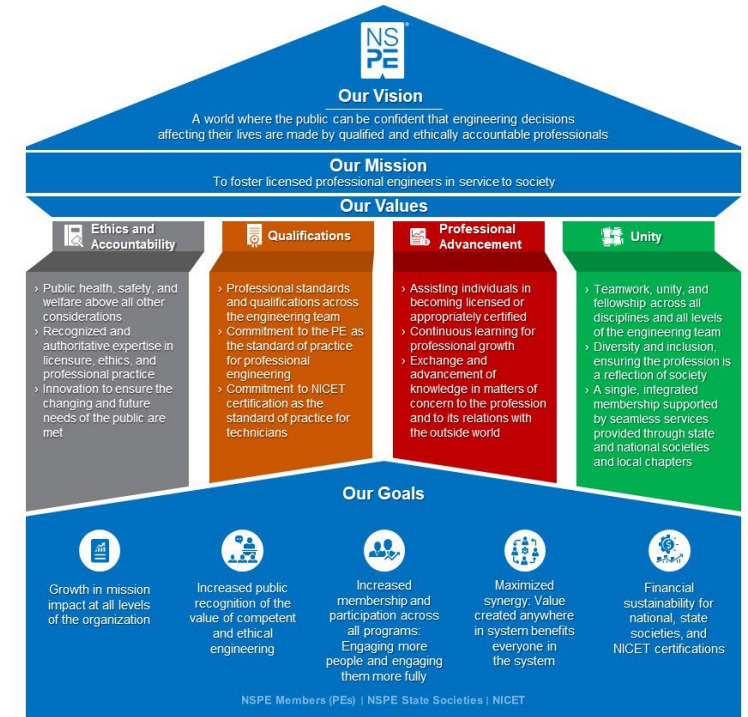 NS
PE
Our Vision
A world where the public can be confident that engineering decisions
affecting their lives are made by qualified and ethically accountable professionals
Our Mission
To foster licensed professional engineers in service to society
Our Values
Ethics and
Accountability
› Public health, safety, and
welfare above all other
considerations
› Recognized and
authoritative expertise in
licensure, ethics, and
professional practice
› Innovation to ensure the
changing and future
needs of the public are
met
Qualifications
› Professional standards
and qualifications across
the engineering team
› Commitment to the PE as
the standard of practice
for professional
engineering
› Commitment to NICET
certification as the
standard of practice for
technicians
Professional
Advancement
› Assisting individuals in
becoming licensed or
appropriately certified
› Continuous learning for
professional growth
› Exchange and
advancement of
knowledge in matters of
concern to the profession
and to its relations with
the outside world
Unity
› Teamwork, unity, and
fellowship across all
disciplines and all levels
of the engineering team
› Diversity and inclusion,
ensuring the profession is
a reflection of society
› A single, integrated
membership supported
by seamless services
provided through state
and national societies
and local chapters
Our Goals
Growth in mission
impact at all levels
of the organization
Increased public
recognition of the
value of competent
and ethical
engineering
Increased
membership and
participation across
all programs:
Engaging more
people and engaging
them more fully
Maximized
synergy: Value
created anywhere
in system benefits
everyone in
the system
Financial
sustainability for
national, state
societies, and
NICET certifications
NSPE Members (PEs) | NSPE State Societies | NICET